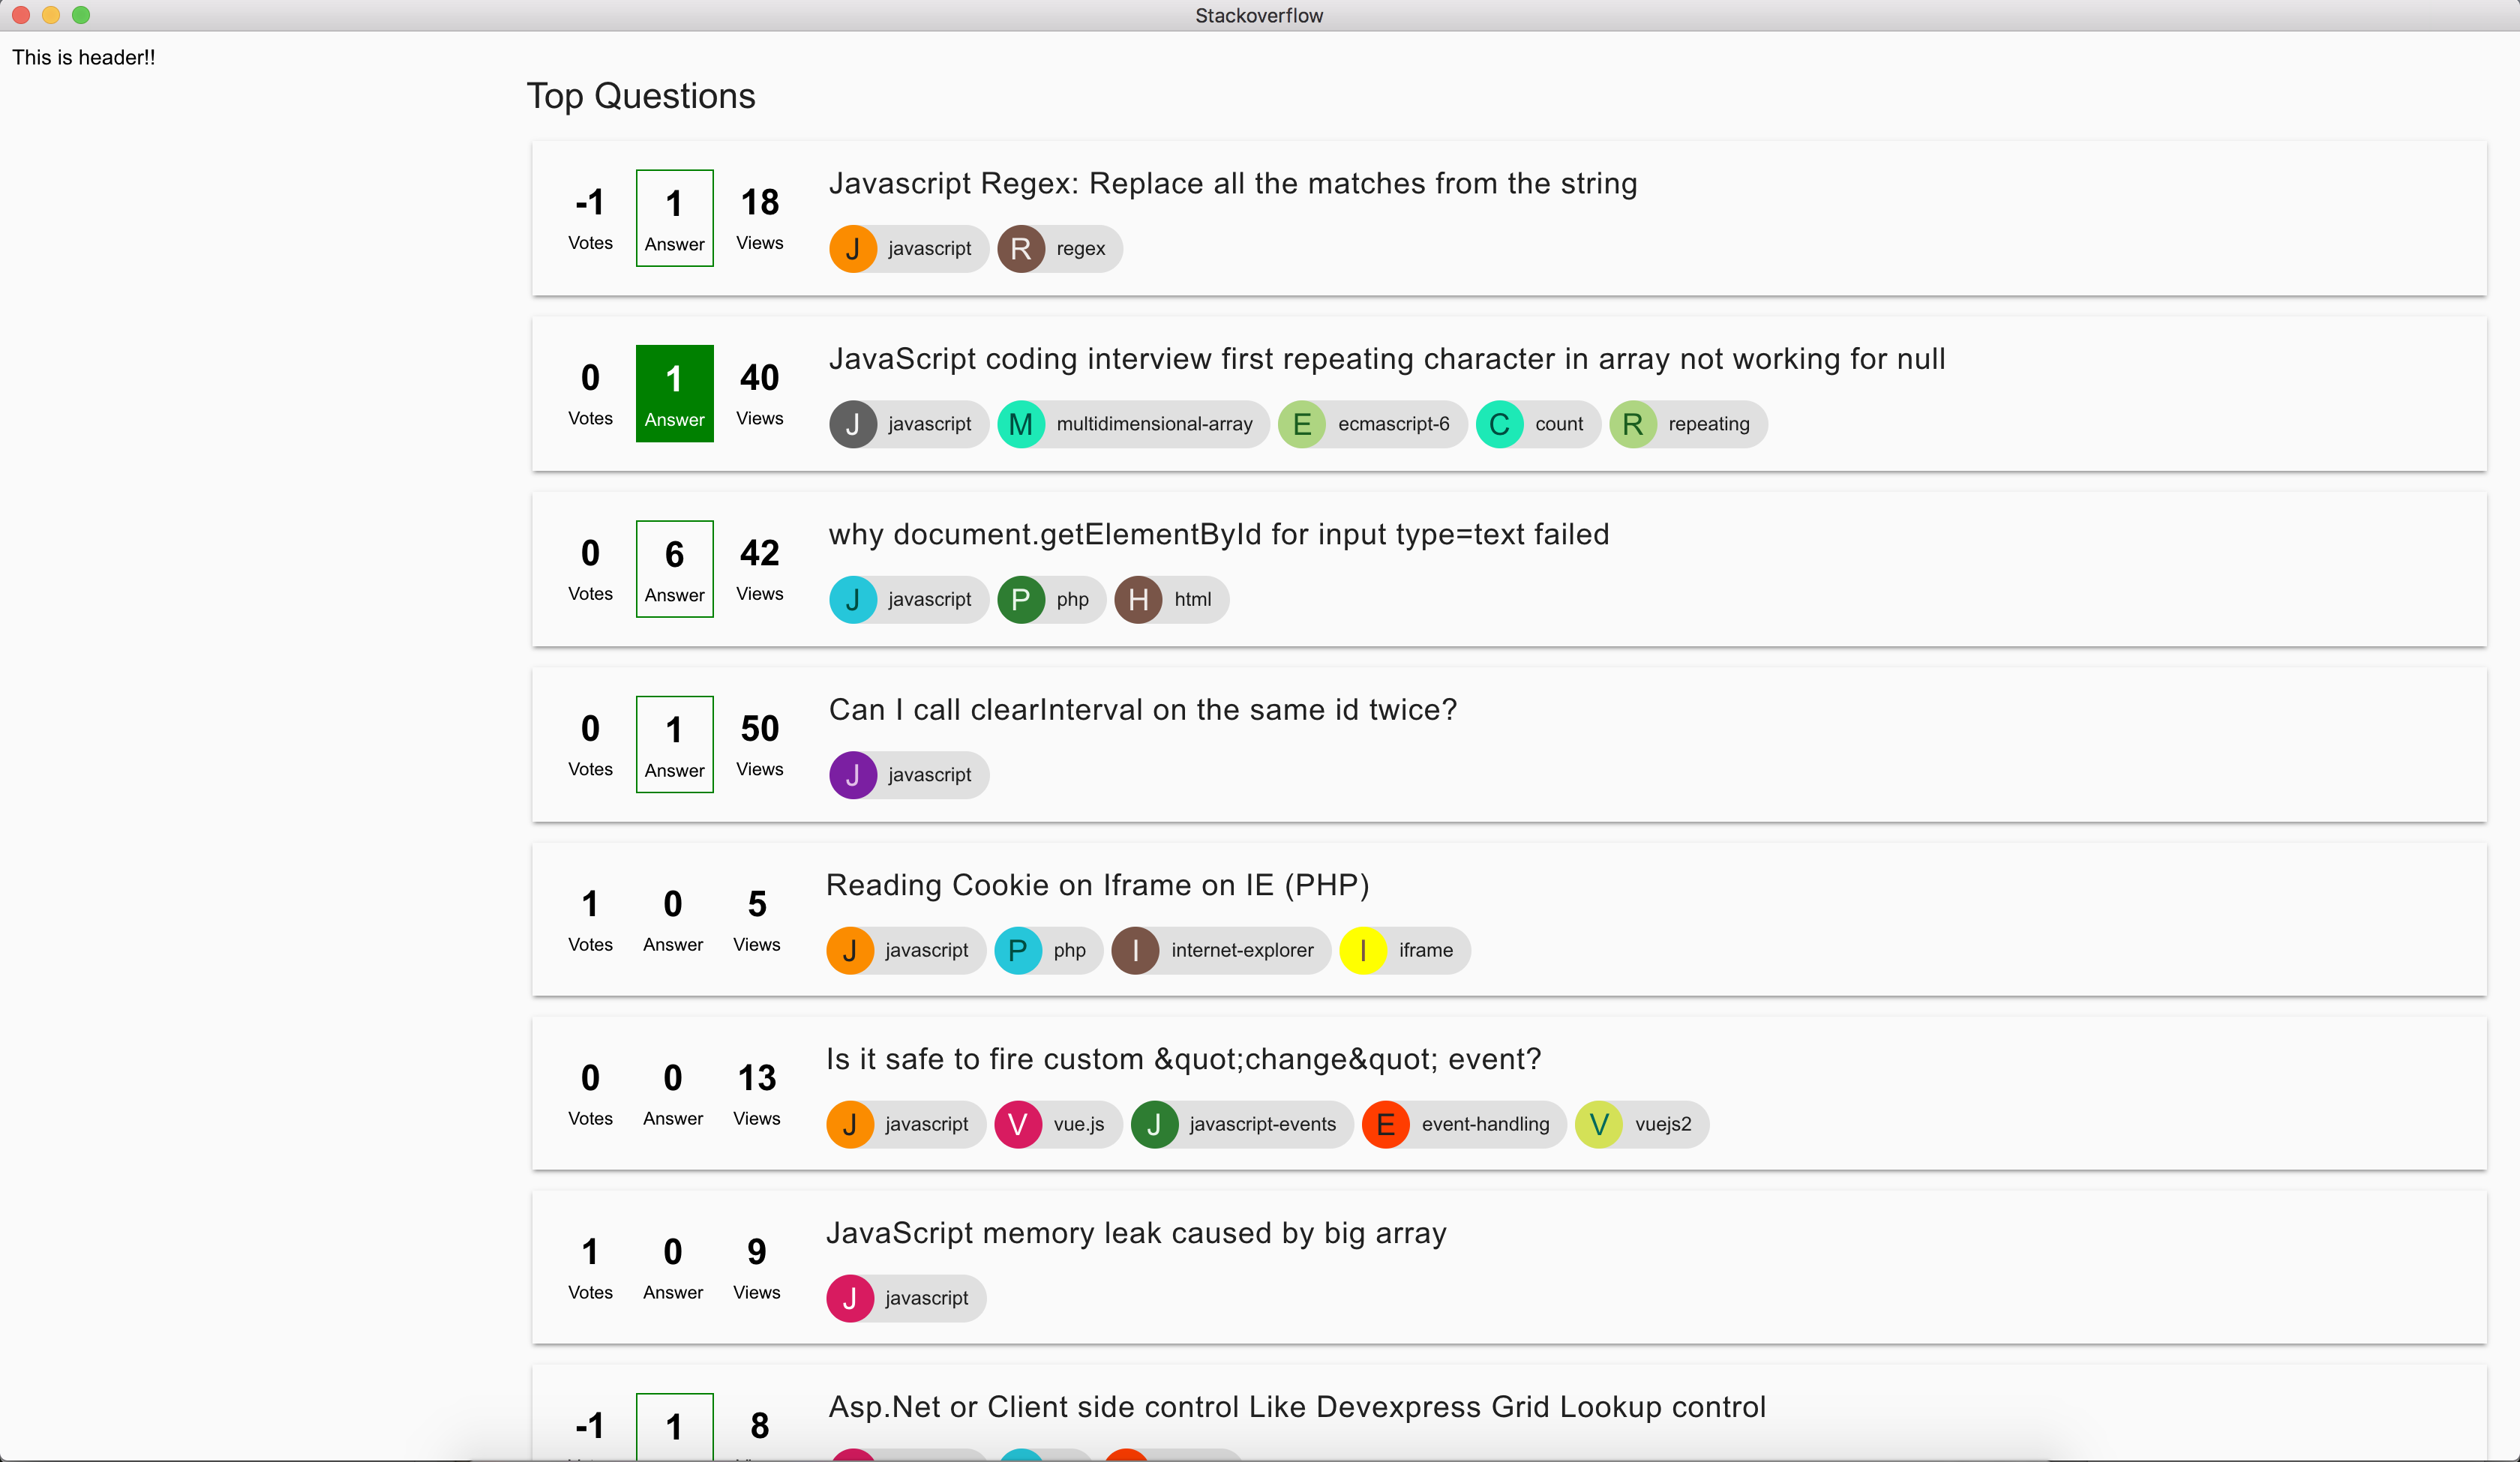 Stackoverflow
This is header!!
Top Questions
-1 1 18 Javascript Regex: Replace all the matches from the string
Votes Answer Views J javascript R regex
0 1 40 JavaScript coding interview first repeating character in array not working for null
Votes Answer Views J javascript M multidimensional-array E ecmascript-6 C count R repeating
0 6 42 why document.getElementById for input type=text failed
Votes Answer Views J javascript P php H html
0 1 50 Can I call clearInterval on the same id twice?
Votes Answer Views J javascript
1 0 5 Reading Cookie on Iframe on IE (PHP)
Votes Answer Views J javascript P php I internet-explorer I iframe
0 0 13 Is it safe to fire custom &quot;change&quot; event?
Votes Answer Views J javascript V vue.js J javascript-events E event-handling V vuejs2
1 0 9 JavaScript memory leak caused by big array
Votes Answer Views J javascript
-1 1 8 Asp.Net or Client side control Like Devexpress Grid Lookup control